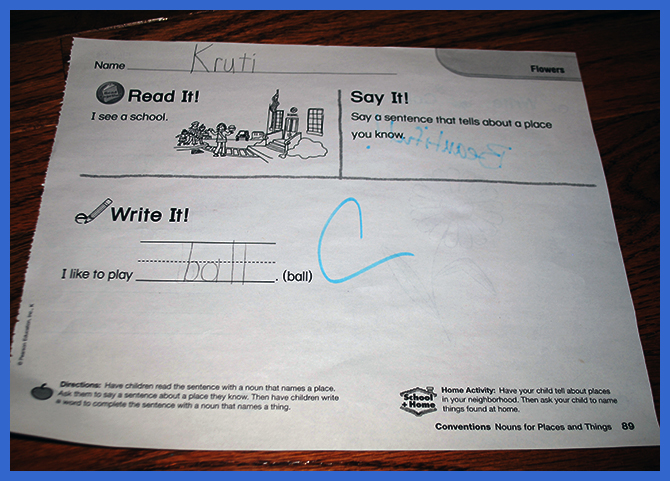 Name Kruti
Flowers
Read It!
I see a school.
Say It!
Say a sentence that tells about a place
you know.
Beautiful!
Write It!
I like to play ball. (ball)
© Pearson Education, Inc., K
Directions: Have children read the sentence with a noun that names a place.
Ask them to say a sentence about a place they know. Then have children write
a word to complete the sentence with a noun that names a thing.
School
+ Home
Home Activity: Have your child tell about places
in your neighborhood. Then ask your child to name
things found at home.
Conventions Nouns for Places and Things 89